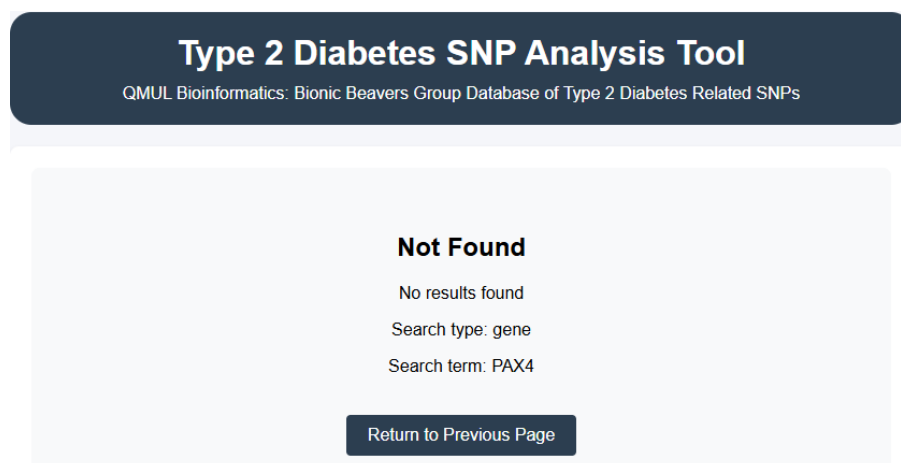 Type 2 Diabetes SNP Analysis Tool
QMUL Bioinformatics: Bionic Beavers Group Database of Type 2 Diabetes Related SNPs
Not Found
No results found
Search type: gene
Search term: PAX4
Return to Previous Page